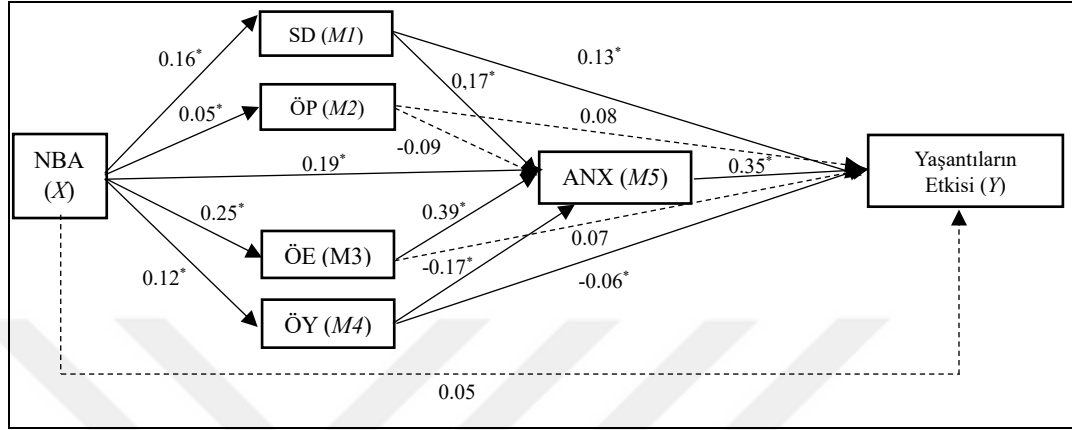 SD (M1)
0.16*
0.13*
0,17*
ÖP (M2)
0.05*
0.08
-0.09
NBA
(X)
0.19*
ANX (M5)
0.35*
Yaşantıların
Etkisi (Y)
0.25*
0.39*
ÖE (M3)
0.07
0.12*
-0.17*
-0.06*
ÖY (M4)
0.05